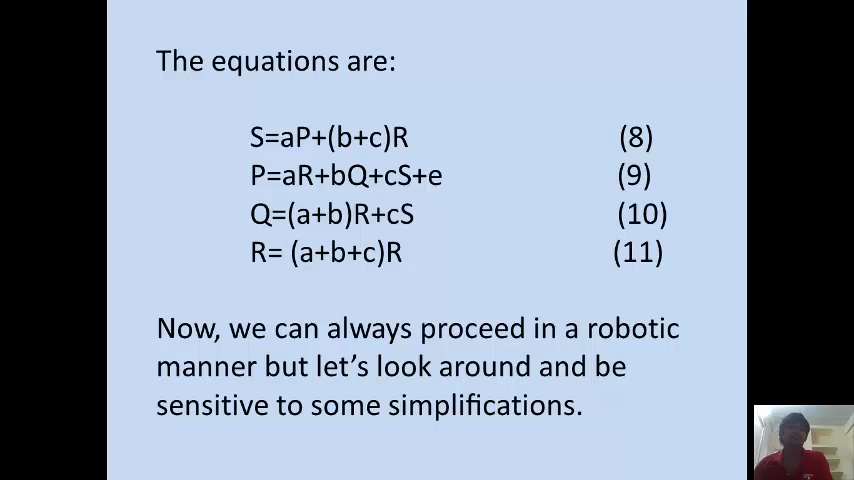 The equations are:
S=aP+(b+c)R (8)
P=aR+bQ+cS+e (9)
Q=(a+b)R+cS (10)
R= (a+b+c)R (11)
Now, we can always proceed in a robotic
manner but let’s look around and be
sensitive to some simplifications.